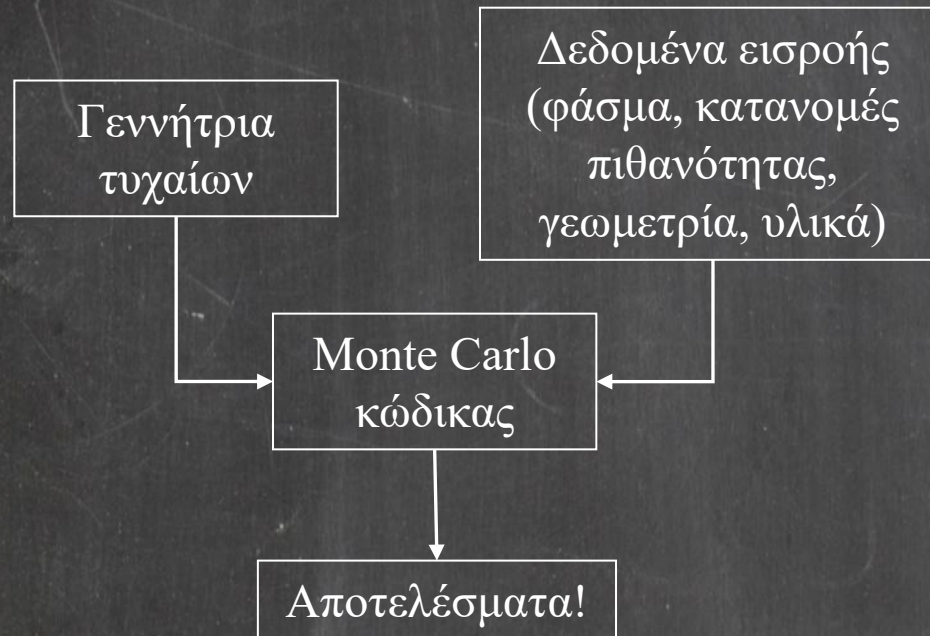 Γεννήτρια
τυχαίων
Δεδομένα εισροής
(φάσμα, κατανομές
πιθανότητας,
γεωμετρία, υλικά)
Monte Carlo
κώδικας
Αποτελέσματα!